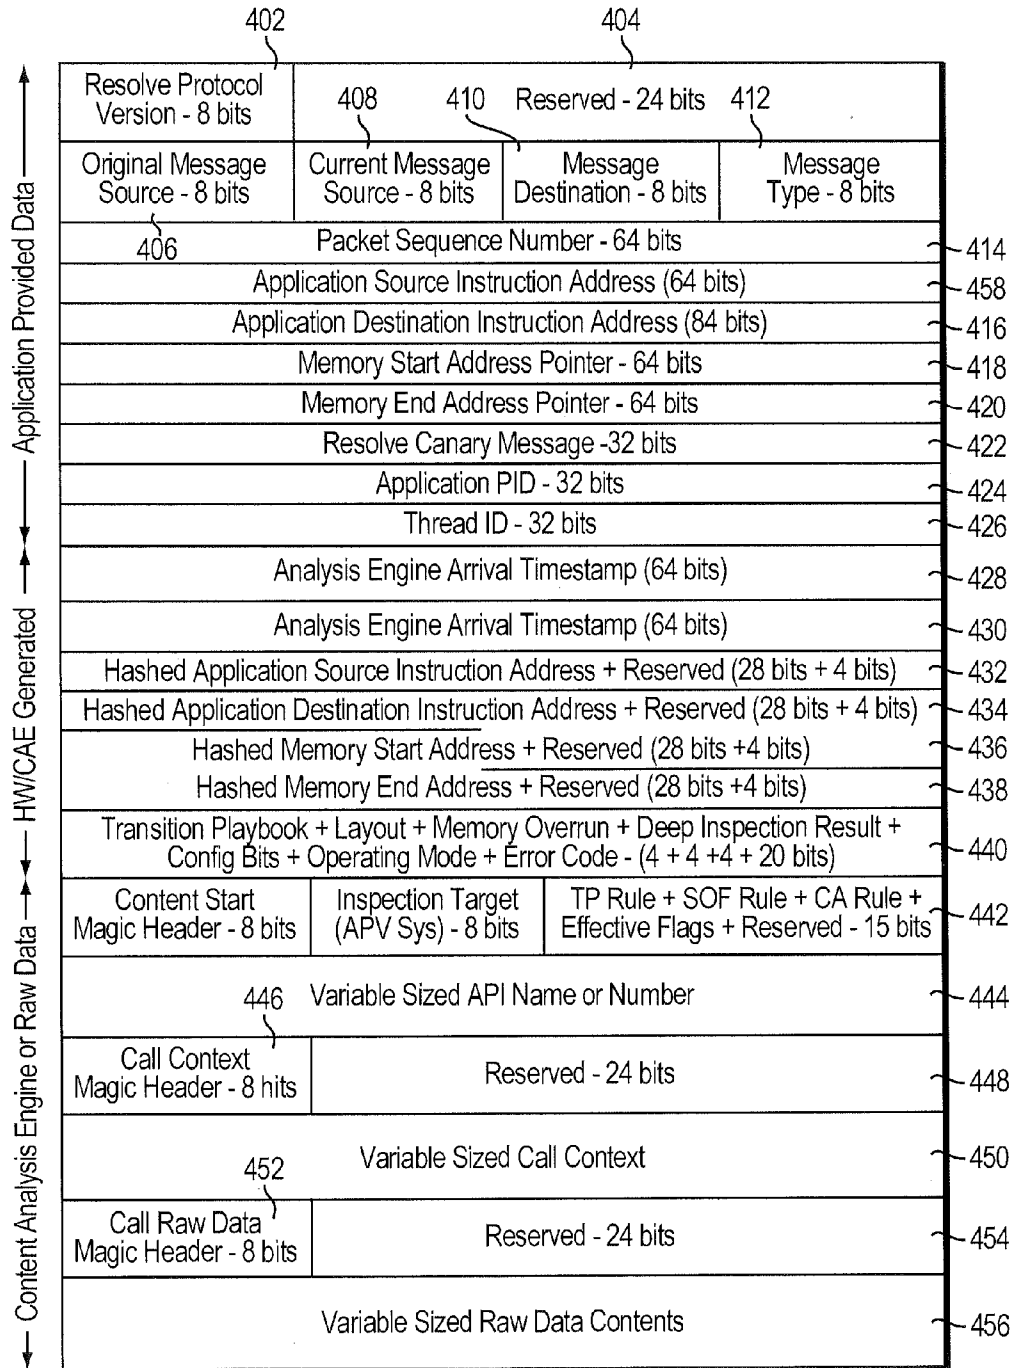 402
404
Resolve Protocol
Version - 8 bits
408
410
Reserved - 24 bits
412
Original Message
Source - 8 bits
Current Message
Source - 8 bits
Message
Destination - 8 bits
Message
Type - 8 bits
406
Packet Sequence Number - 64 bits
414
Application Source Instruction Address (64 bits)
458
Application Destination Instruction Address (84 bits)
416
Memory Start Address Pointer - 64 bits
418
Memory End Address Pointer - 64 bits
420
Resolve Canary Message -32 bits
422
Application PID - 32 bits
424
Thread ID - 32 bits
426
Application Provided Data
Analysis Engine Arrival Timestamp (64 bits)
428
Analysis Engine Arrival Timestamp (64 bits)
430
Hashed Application Source Instruction Address + Reserved (28 bits + 4 bits)
432
Hashed Application Destination Instruction Address + Reserved (28 bits + 4 bits)
434
Hashed Memory Start Address + Reserved (28 bits +4 bits)
436
Hashed Memory End Address + Reserved (28 bits +4 bits)
438
Transition Playbook + Layout + Memory Overrun + Deep Inspection Result +
Config Bits + Operating Mode + Error Code - (4 + 4 +4 + 20 bits)
440
HW/CAE Generated
Content Start
Magic Header - 8 bits
Inspection Target
(APV Sys) - 8 bits
TP Rule + SOF Rule + CA Rule +
Effective Flags + Reserved - 15 bits
442
Variable Sized API Name or Number
444
446
Call Context
Magic Header - 8 hits
Reserved - 24 bits
448
Variable Sized Call Context
450
452
Call Raw Data
Magic Header - 8 bits
Reserved - 24 bits
454
Variable Sized Raw Data Contents
456
Content Analysis Engine or Raw Data